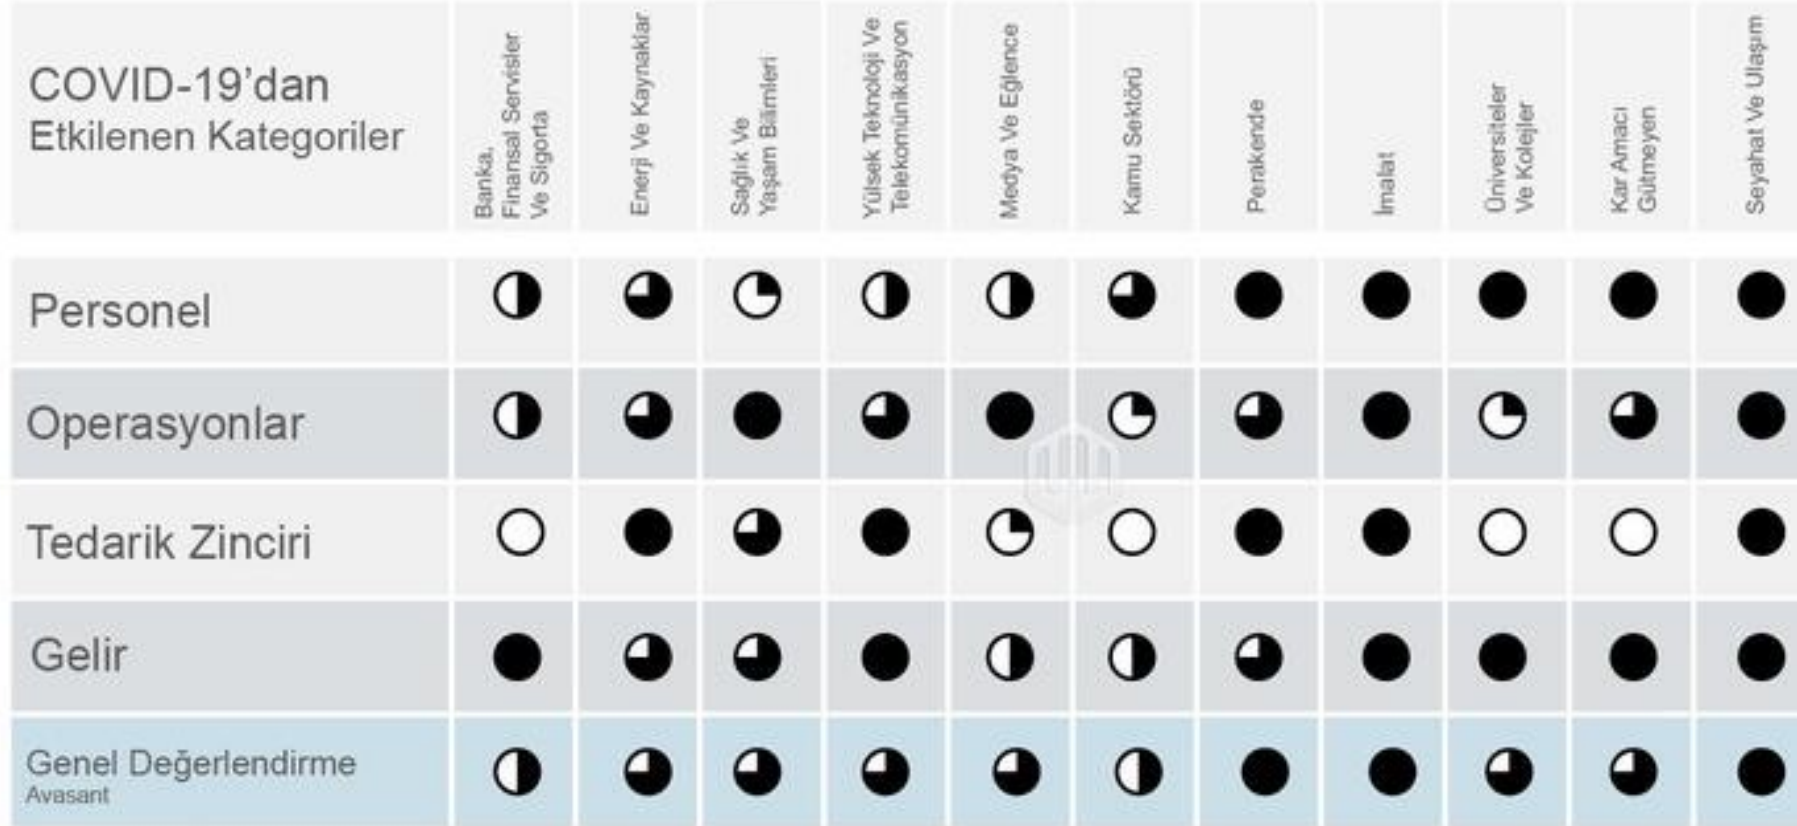 COVID-19'dan
Etkilenen Kategoriler
Banka,
Finansal Servisler
Ve Sigorta
Enerji Ve Kaynaklar
Sağlık Ve
Yaşam Bilimleri
Yülsek Teknoloji Ve
Telekomünikasyon
Medya Ve Eğlence
Kamu Sektörü
Perakende
İmalat
Üniversiteler
Ve Kolejler
Kar Amacı
Gütmeyen
Seyahat Ve Ulaşım
Personel
Operasyonlar
Tedarik Zinciri
Gelir
Genel Değerlendirme
Avasant